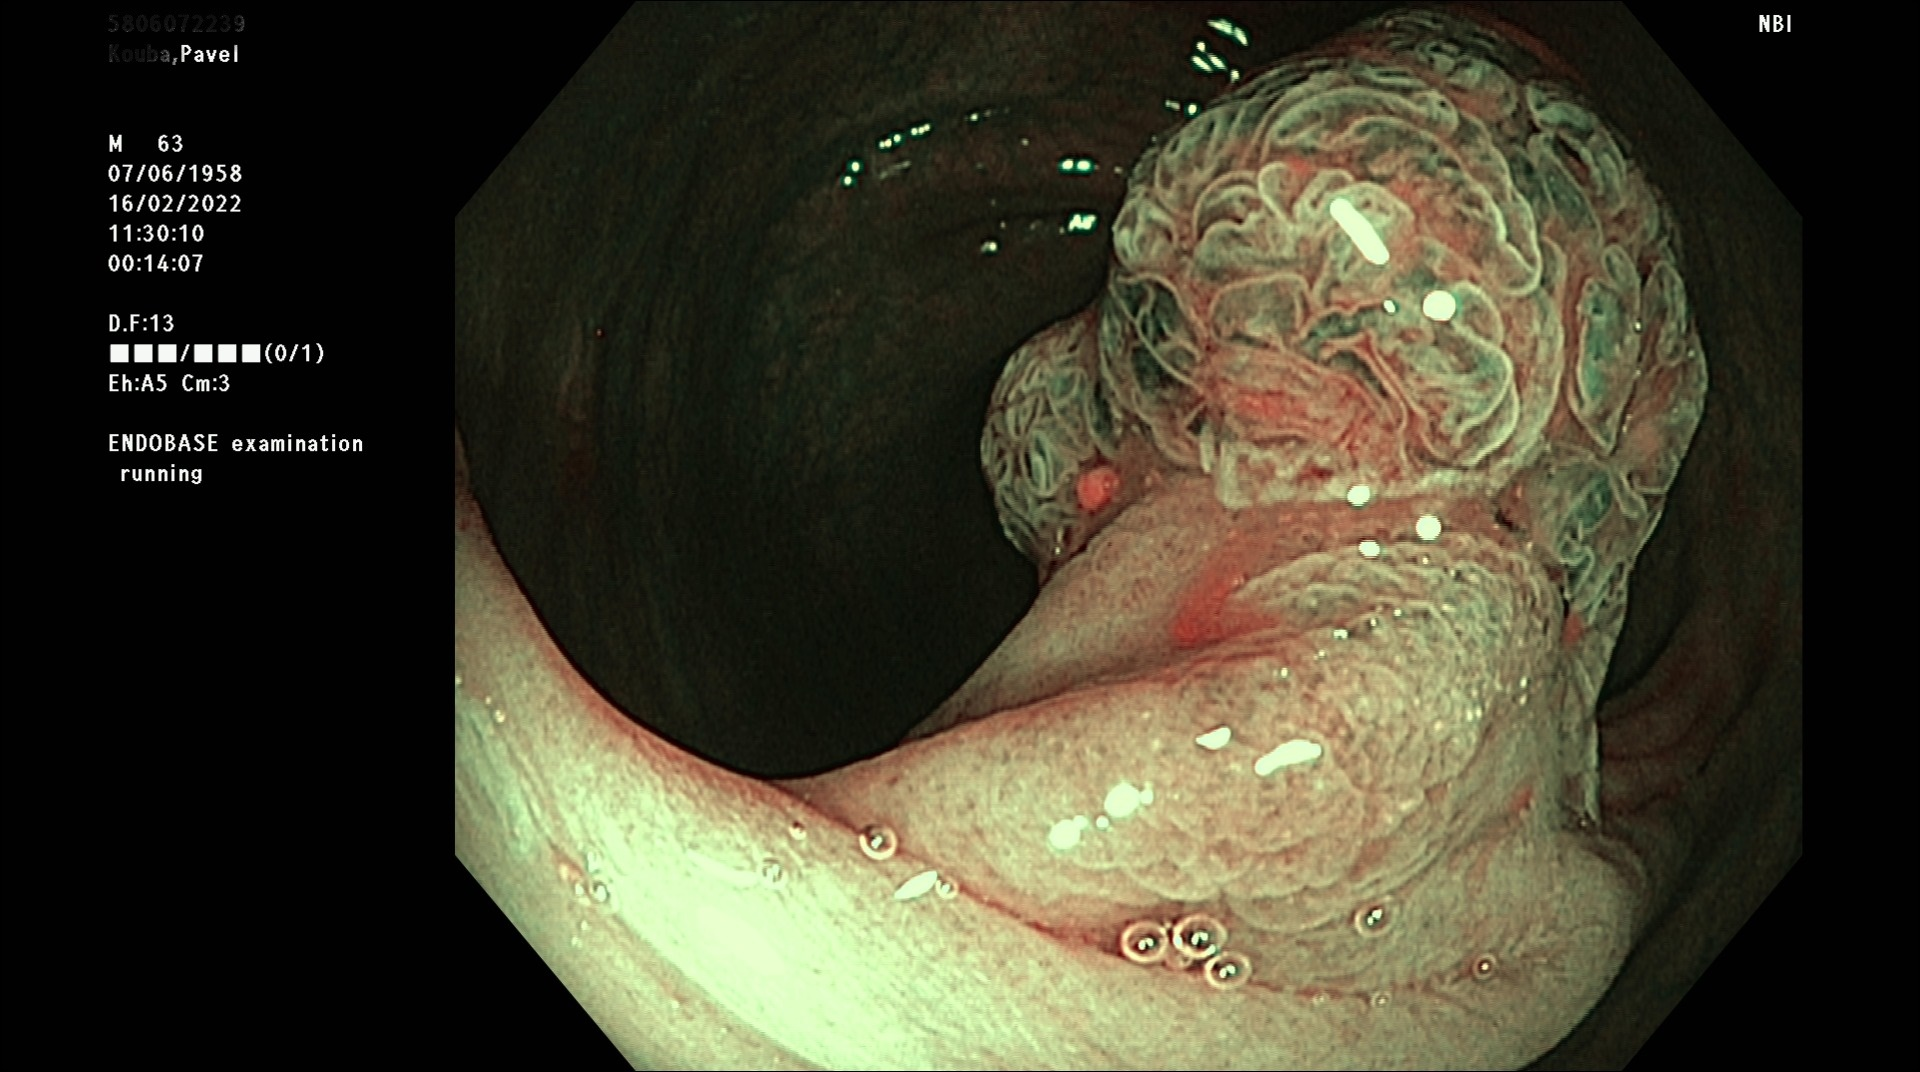 5806072239
Kouba,Pavel
NBI
M 63
07/06/1958
16/02/2022
11:30:10
00:14:07
D.F:13
■■■/■■■(0/1)
Eh:A5 Cm:3
ENDOBASE examination
running